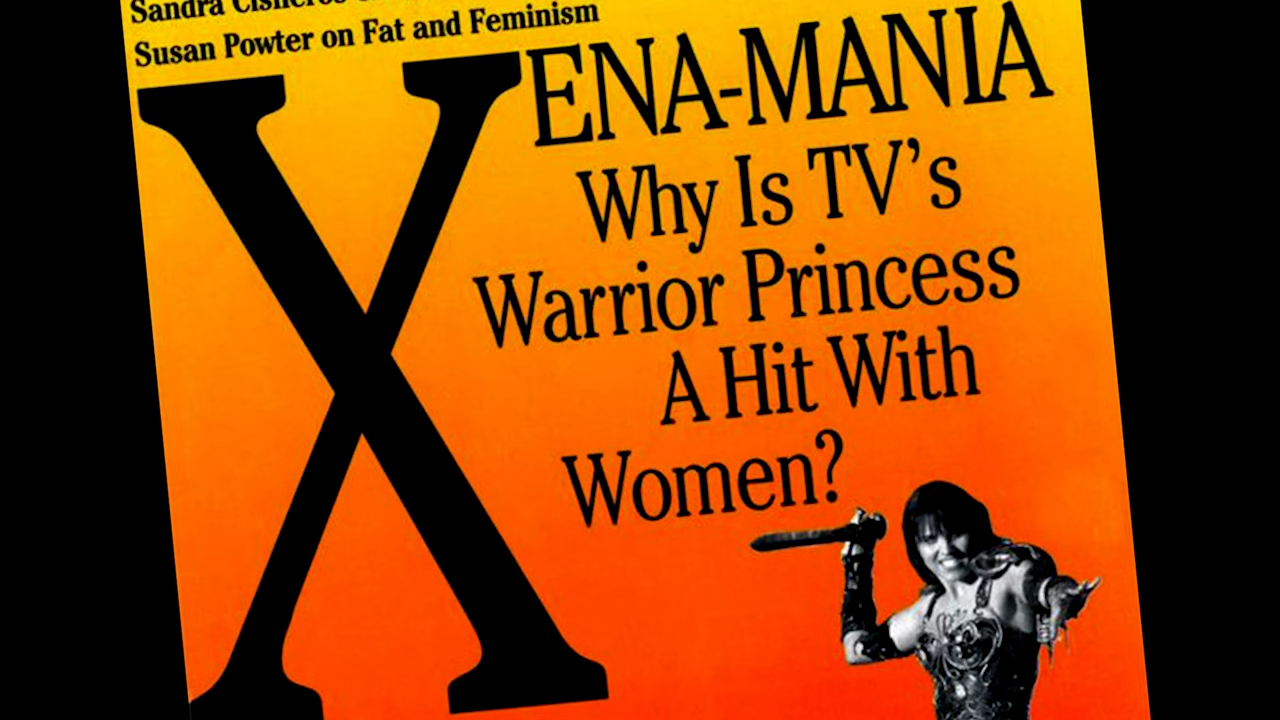 Sandra Cisneros
Susan Powter on Fat and Feminism
XENA-MANIA
Why Is TV's
Warrior Princess
A Hit With
Women?